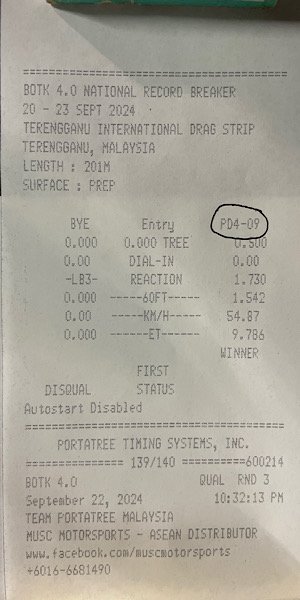 ================================
BOTK 4.0 NATIONAL RECORD BREAKER
20 - 23 SEPT 2024
TERENGGANU INTERNATIONAL DRAG STRIP
TERENGGANU, MALAYSIA
LENGTH : 201M
SURFACE : PREP
BYE Entry PD4-09
0.000 0.000 TREE 0.500
0.00 DIAL-IN 0.00
-LB3- REACTION 1.730
0.000 ------60FT----- 1.542
0.00 -----KM/H----- 54.87
0.000 ------ET------ 9.786
WINNER
FIRST
DISQUAL STATUS
Autostart Disabled
================================
PORTATREE TIMING SYSTEMS, INC.
============== 139/140 ==========600214
BOTK 4.0 QUAL RND 3
September 22, 2024 10:32:13 PM
TEAM PORTATREE MALAYSIA
MUSC MOTORSPORTS - ASEAN DISTRIBUTOR
www.facebook.com/muscmotorsports
+6016-6681490